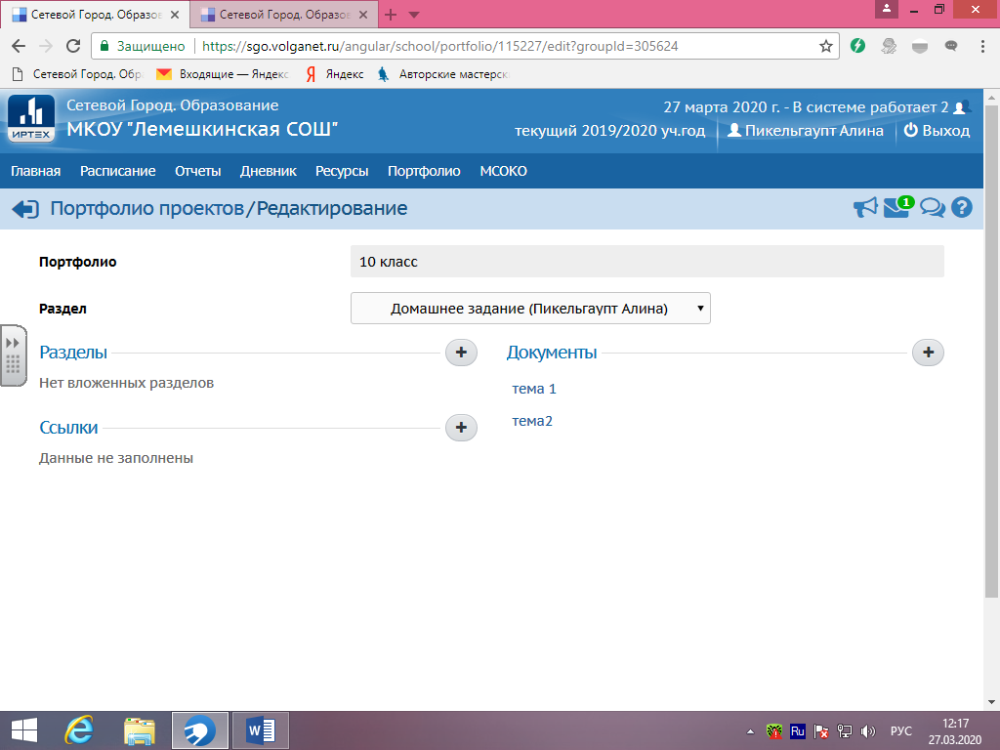 Сетевой Город. Образо
Сетевой Город. Образо
Защищено
https://sgo.volganet.ru/angular/school/portfolio/115227/edit?groupId=305624
Сетевой Город. Обр
Входящие — Яндекс
Яндекс
Авторские мастерск
ИРТЕХ
Сетевой Город. Образование
МКОУ "Лемешкинская СОШ"
27 марта 2020 г. - В системе работает 2
текущий 2019/2020 уч.год
Пикельгаупт Алина
Выход
Главная
Расписание
Отчеты
Дневник
Ресурсы
Портфолио
МСОКО
Портфолио проектов/Редактирование
1
?
Портфолио
10 класс
Раздел
Домашнее задание (Пикельгаупт Алина)
Разделы
+
Нет вложенных разделов
Ссылки
+
Данные не заполнены
Документы
+
тема 1
тема2
W
Ru
РУС
12:17
27.03.2020